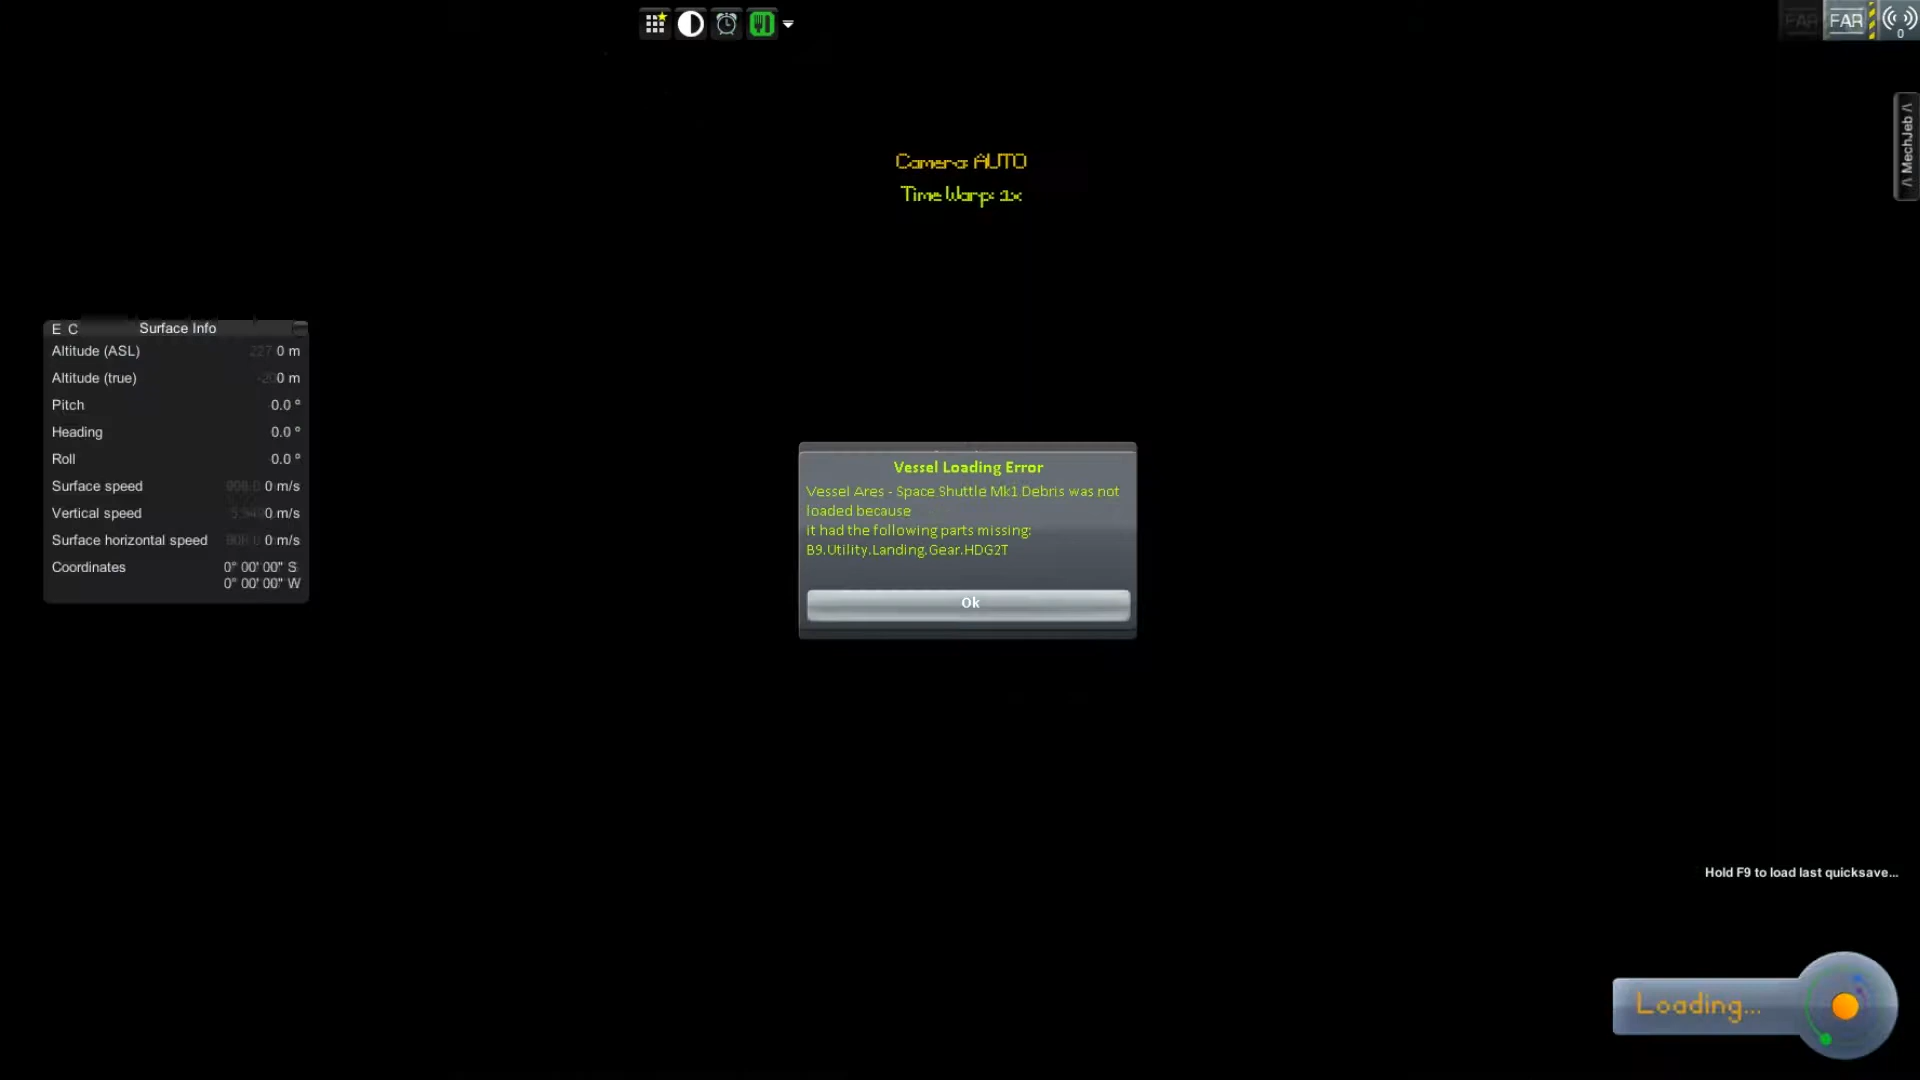 FAR FAR
0
/\ MechJeb /\
Camera: AUTO
Time Warp: 1x
E C Surface Info
Altitude (ASL) 0 m
Altitude (true) 0 m
Pitch 0.0 °
Heading 0.0 °
Roll 0.0 °
Surface speed 0 m/s
Vertical speed 0 m/s
Surface horizontal speed 0 m/s
Coordinates 0° 00' 00" S
0° 00' 00" W
Vessel Loading Error
Vessel Ares - Space Shuttle Mk1 Debris was not
loaded because
it had the following parts missing:
B9.Utility.Landing.Gear.HDG2T
Ok
Hold F9 to load last quicksave...
Loading...